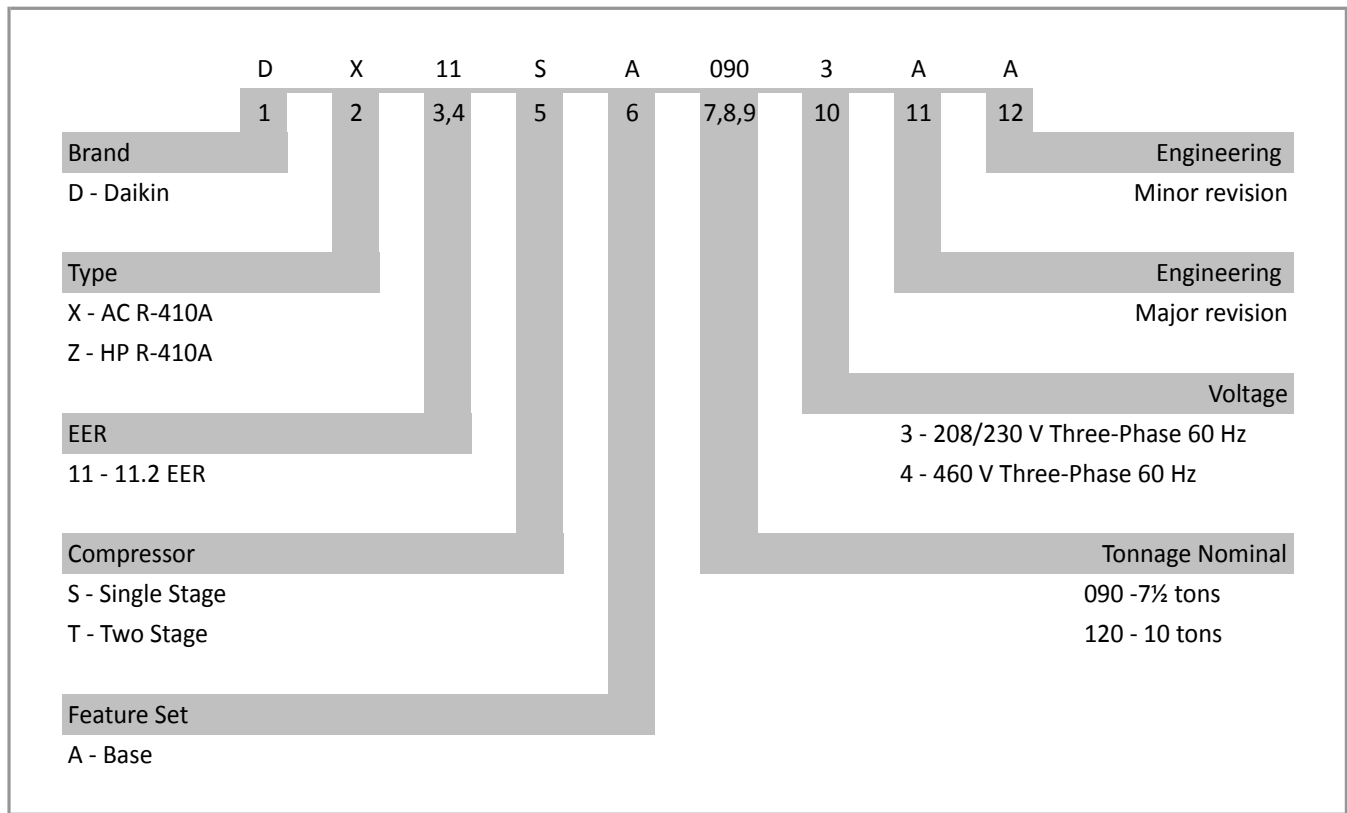 D X 11 S A 090 3 A A
1 2 3,4 5 6 7,8,9 10 11 12
Brand
Engineering
D - Daikin
Minor revision
Type
Engineering
X - AC R-410A
Major revision
Z - HP R-410A
Voltage
EER
3 - 208/230 V Three-Phase 60 Hz
11 - 11.2 EER
4 - 460 V Three-Phase 60 Hz
Compressor
Tonnage Nominal
S - Single Stage
090 -7½ tons
T - Two Stage
120 - 10 tons
Feature Set
A - Base